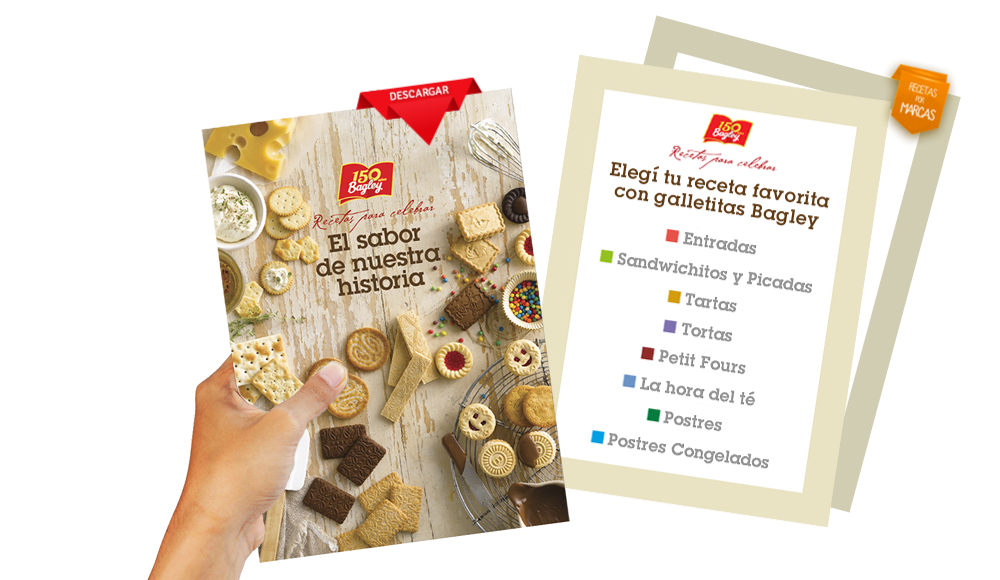 DESCARGAR
150
Bagley
Recetas para celebrar
El sabor
de nuestra
historia
RECETAS
POR
MARCAS
150
Bagley
Recetas para celebrar
Elegí tu receta favorita
con galletitas Bagley
Entradas
Sandwichitos y Picadas
Tartas
Tortas
Petit Fours
La hora del té
Postres
Postres Congelados